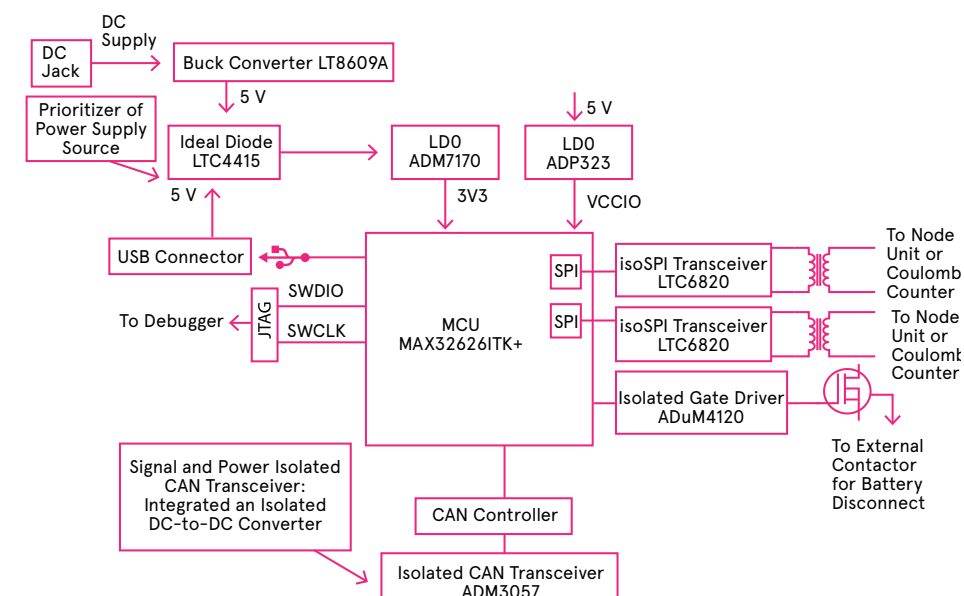 DC
Supply
DC
Jack
Buck Converter LT8609A
5 V
Prioritizer of
Power Supply
Source
Ideal Diode
LTC4415
LD0
ADM7170
5 V
LD0
ADP323
5 V
3V3
VCCIO
USB Connector
SWDIO
JTAG
To Debugger
SWCLK
MCU
MAX32626ITK+
SPI
isoSPI Transceiver
LTC6820
To Node
Unit or
Coulomb
Counter
SPI
isoSPI Transceiver
LTC6820
To Node
Unit or
Coulomb
Counter
Isolated Gate Driver
ADuM4120
To External
Contactor
for Battery
Disconnect
Signal and Power Isolated
CAN Transceiver:
Integrated an Isolated
DC-to-DC Converter
CAN Controller
Isolated CAN Transceiver
ADM3057